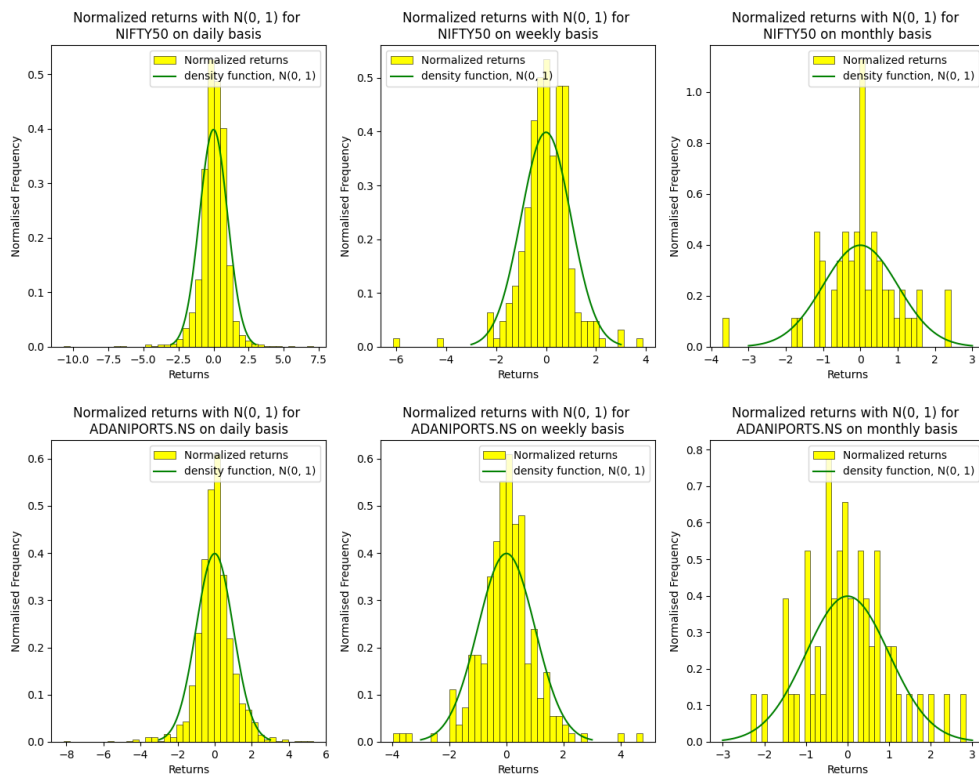 Normalized returns with N(0, 1) for
NIFTY50 on daily basis
Normalized returns
density function, N(0, 1)
Normalised Frequency
0.5
0.4
0.3
0.2
0.1
0.0
−10.0 −7.5 −5.0 −2.5 0.0 2.5 5.0 7.5
Returns
Normalized returns with N(0, 1) for
NIFTY50 on weekly basis
Normalized returns
density function, N(0, 1)
Normalised Frequency
0.5
0.4
0.3
0.2
0.1
0.0
−6 −4 −2 0 2 4
Returns
Normalized returns with N(0, 1) for
NIFTY50 on monthly basis
Normalized returns
density function, N(0, 1)
Normalised Frequency
1.0
0.8
0.6
0.4
0.2
0.0
−4 −3 −2 −1 0 1 2 3
Returns
Normalized returns with N(0, 1) for
ADANIPORTS.NS on daily basis
Normalized returns
density function, N(0, 1)
Normalised Frequency
0.6
0.5
0.4
0.3
0.2
0.1
0.0
−8 −6 −4 −2 0 2 4 6
Returns
Normalized returns with N(0, 1) for
ADANIPORTS.NS on weekly basis
Normalized returns
density function, N(0, 1)
Normalised Frequency
0.6
0.5
0.4
0.3
0.2
0.1
0.0
−4 −2 0 2 4
Returns
Normalized returns with N(0, 1) for
ADANIPORTS.NS on monthly basis
Normalized returns
density function, N(0, 1)
Normalised Frequency
0.8
0.7
0.6
0.5
0.4
0.3
0.2
0.1
0.0
−3 −2 −1 0 1 2 3
Returns